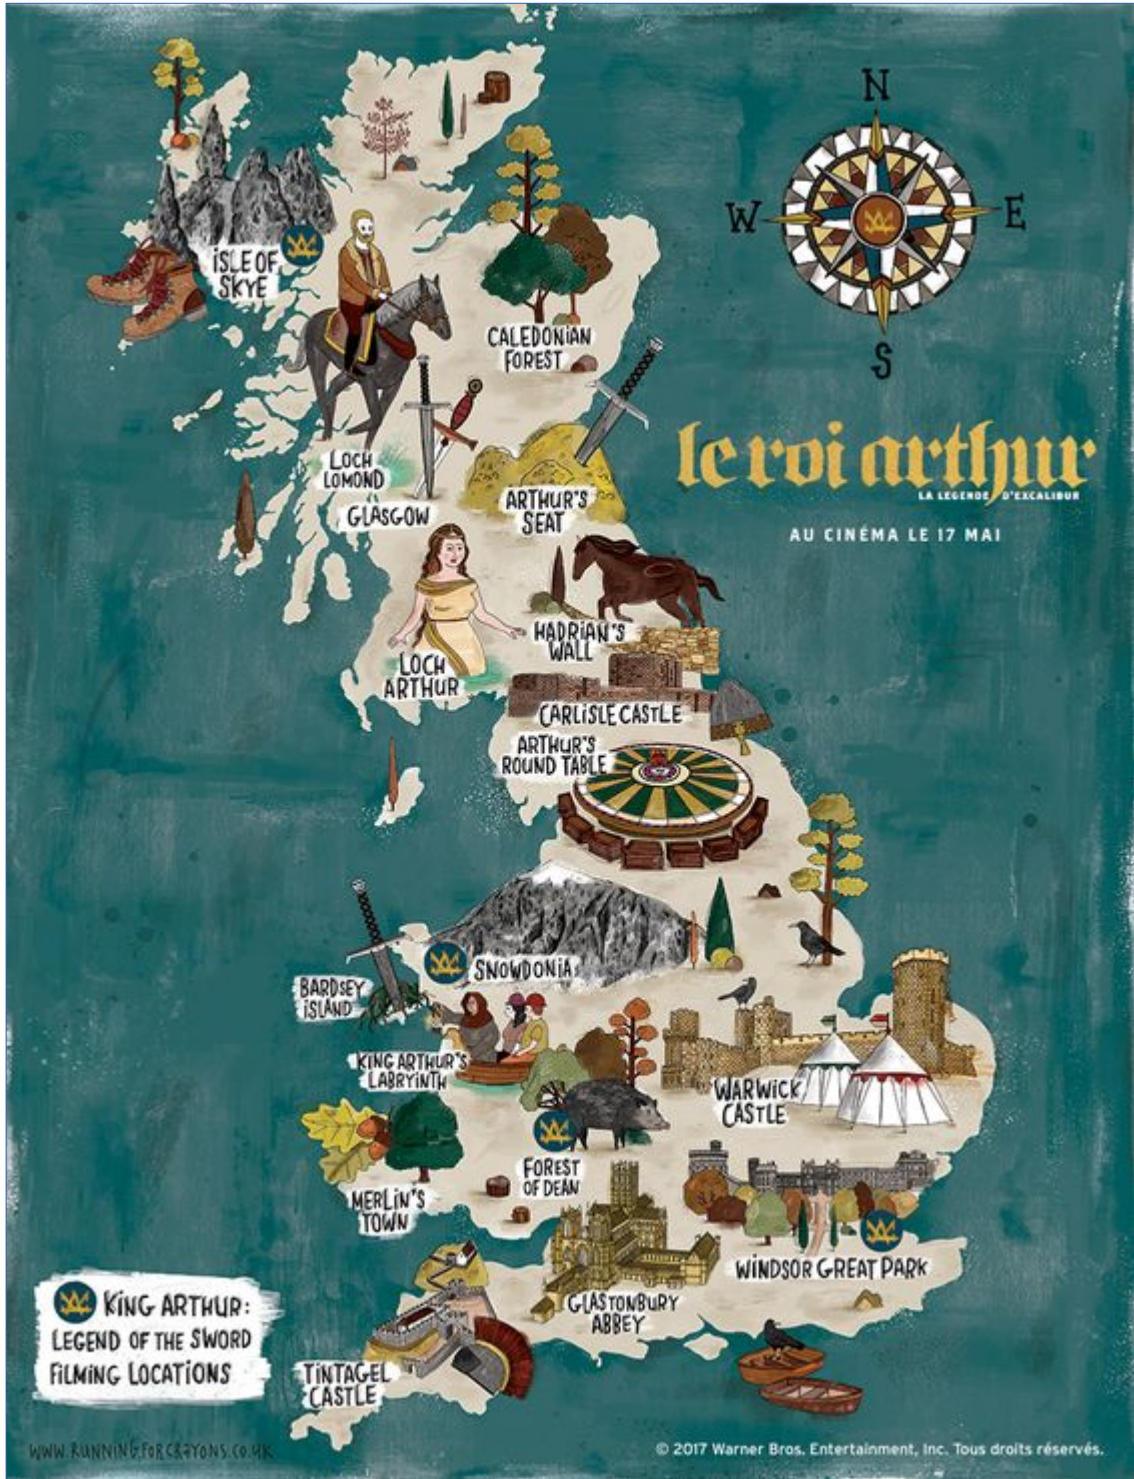 N
W
E
S
ISLE OF
SKYE
CALEDONIAN
FOREST
le roi arthur
LA LEGENDE D'EXCALIBUR
AU CINÉMA LE 17 MAI
LOCH
LOMOND
GLASGOW
ARTHUR'S
SEAT
HADRIAN'S
WALL
LOCH
ARTHUR
CARLISLE CASTLE
ARTHUR'S
ROUND TABLE
SNOWDONIA
BARDSEY
ISLAND
KING ARTHUR'S
LABRYINTH
WARWICK
CASTLE
FOREST
OF DEAN
MERLIN'S
TOWN
WINDSOR GREAT PARK
GLASTONBURY
ABBEY
TINTAGEL
CASTLE
KING ARTHUR:
LEGEND OF THE SWORD
FILMING LOCATIONS
WWW.RUNNINGFORCRAYONS.CO.UK
© 2017 Warner Bros. Entertainment, Inc. Tous droits réservés.